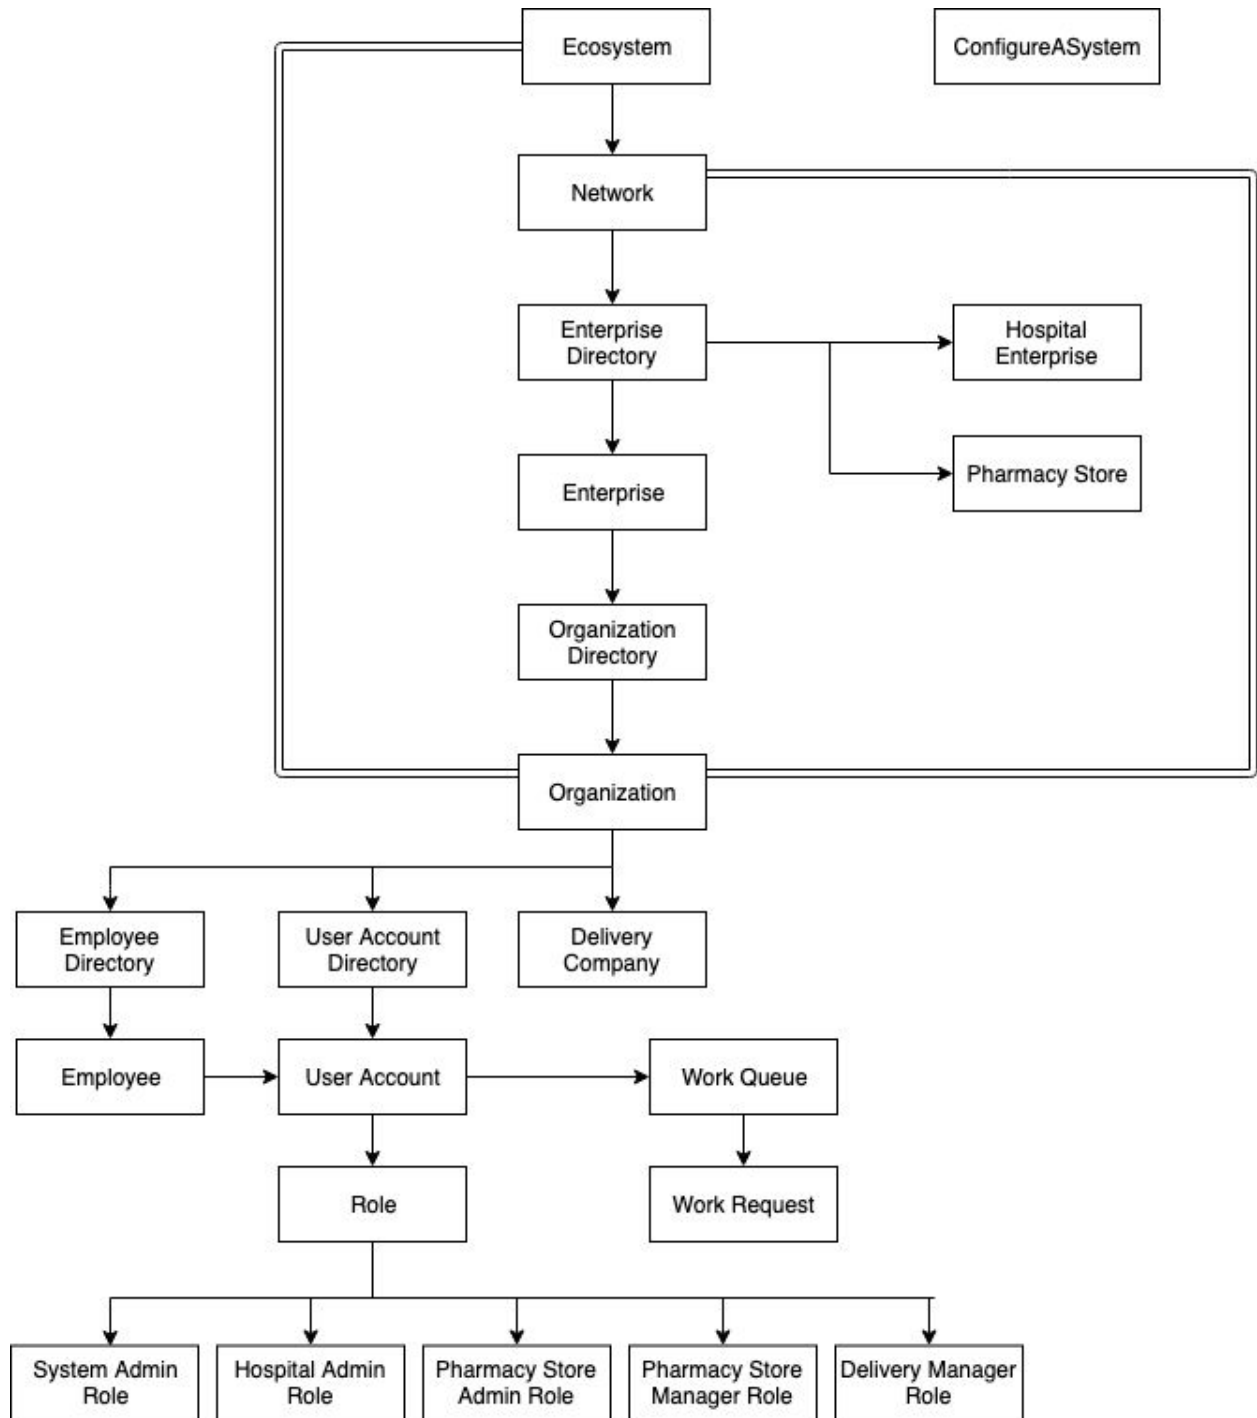 Ecosystem
ConfigureASystem
Network
Enterprise
Directory
Hospital
Enterprise
Enterprise
Pharmacy Store
Organization
Directory
Organization
Employee
Directory
User Account
Directory
Delivery
Company
Employee
User Account
Work Queue
Role
Work Request
System Admin
Role
Hospital Admin
Role
Pharmacy Store
Admin Role
Pharmacy Store
Manager Role
Delivery Manager
Role